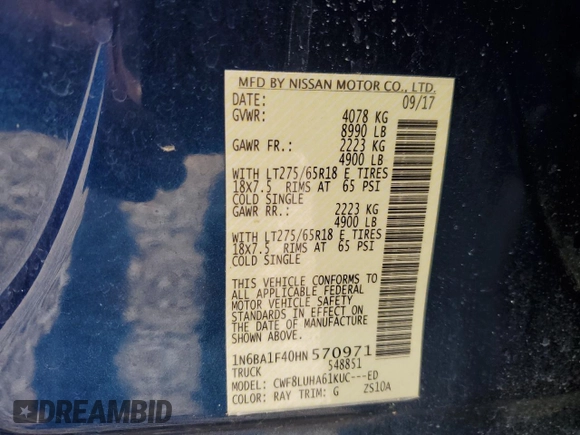 MFD BY NISSAN MOTOR CO., LTD.
DATE: 09/17
GVWR: 4078 KG
8990 LB
GAWR FR.: 2223 KG
4900 LB
WITH LT275/65R18 E TIRES
18x7.5 RIMS AT 65 PSI
COLD SINGLE
GAWR RR.: 2223 KG
4900 LB
WITH LT275/65R18 E TIRES
18x7.5 RIMS AT 65 PSI
COLD SINGLE
THIS VEHICLE CONFORMS TO
ALL APPLICABLE FEDERAL
MOTOR VEHICLE SAFETY
STANDARDS IN EFFECT ON
THE DATE OF MANUFACTURE
SHOWN ABOVE.
1N6BA1F40HN570971
TRUCK 548851
MODEL: CWF8LUHA61KUC---ED
COLOR: RAY TRIM: G ZS10A
DREAMBID